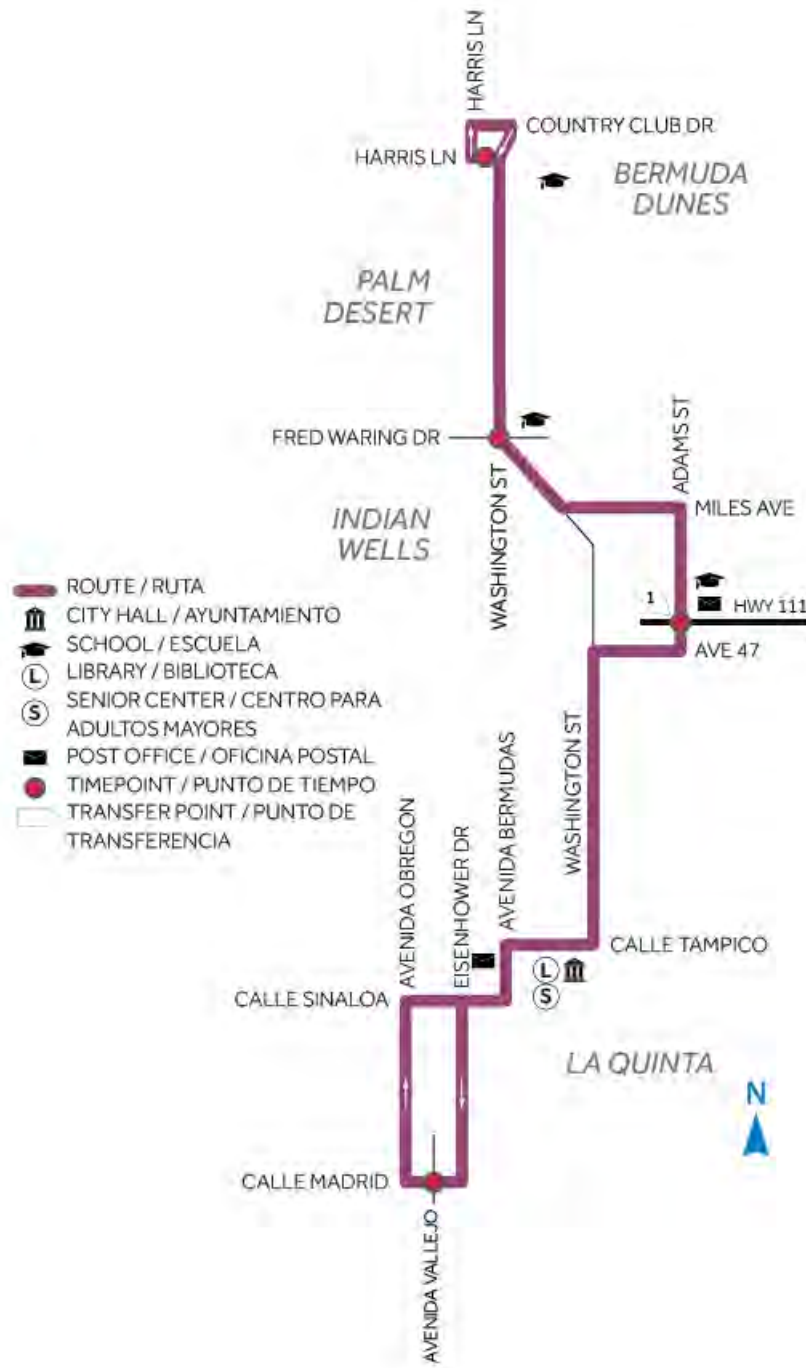 HARRIS LN
COUNTRY CLUB DR
HARRIS LN
BERMUDA
DUNES
PALM
DESERT
FRED WARING DR
ADAMS ST
WASHINGTON ST
MILES AVE
INDIAN
WELLS
1
HWY 111
AVE 47
ROUTE / RUTA
CITY HALL / AYUNTAMIENTO
SCHOOL / ESCUELA
L
LIBRARY / BIBLIOTECA
S
SENIOR CENTER / CENTRO PARA
ADULTOS MAYORES
POST OFFICE / OFICINA POSTAL
TIMEPOINT / PUNTO DE TIEMPO
TRANSFER POINT / PUNTO DE
TRANSFERENCIA
WASHINGTON ST
AVENIDA BERMUDAS
EISENHOWER DR
AVENIDA OBREGON
CALLE TAMPICO
L
S
CALLE SINALOA
LA QUINTA
N
CALLE MADRID
AVENIDA VALLEJO